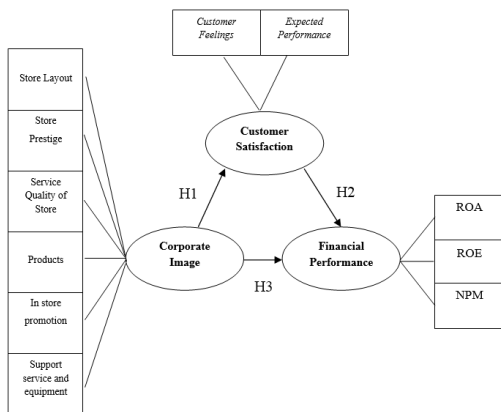 Customer
Feelings
Expected
Performance
Store Layout
Store
Prestige
Service
Quality of
Store
Products
In store
promotion
Support
service and
equipment
Customer
Satisfaction
H1
H2
Corporate
Image
H3
Financial
Performance
ROA
ROE
NPM